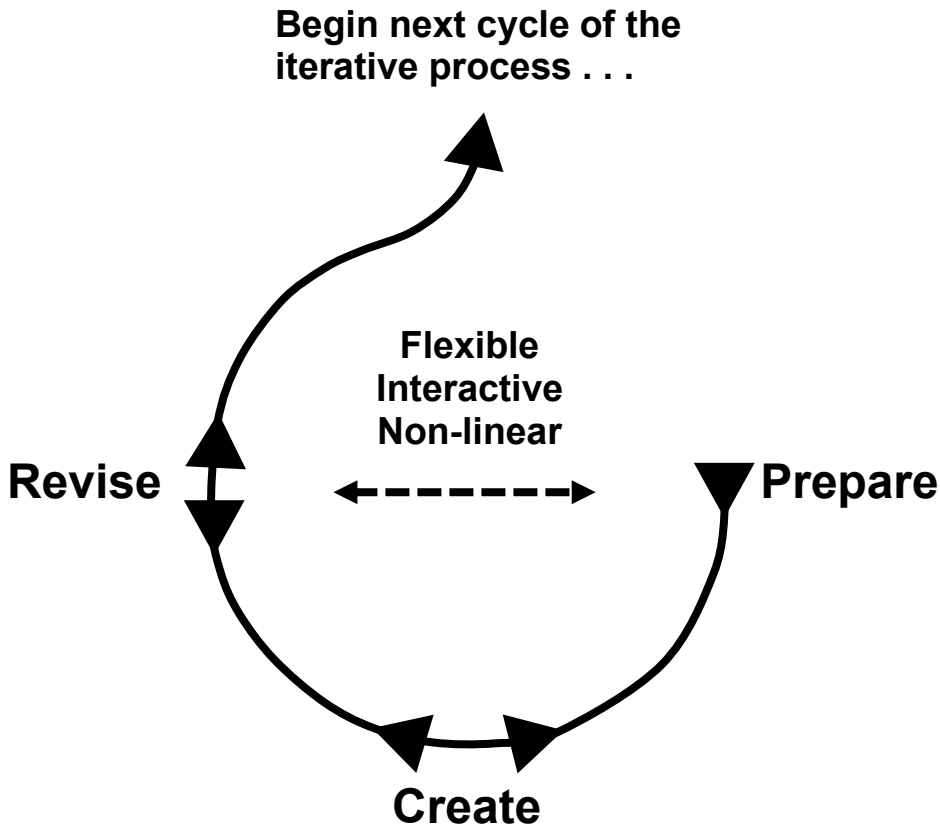 Begin next cycle of the
iterative process . . .
Flexible
Interactive
Non-linear
Revise
Prepare
Create